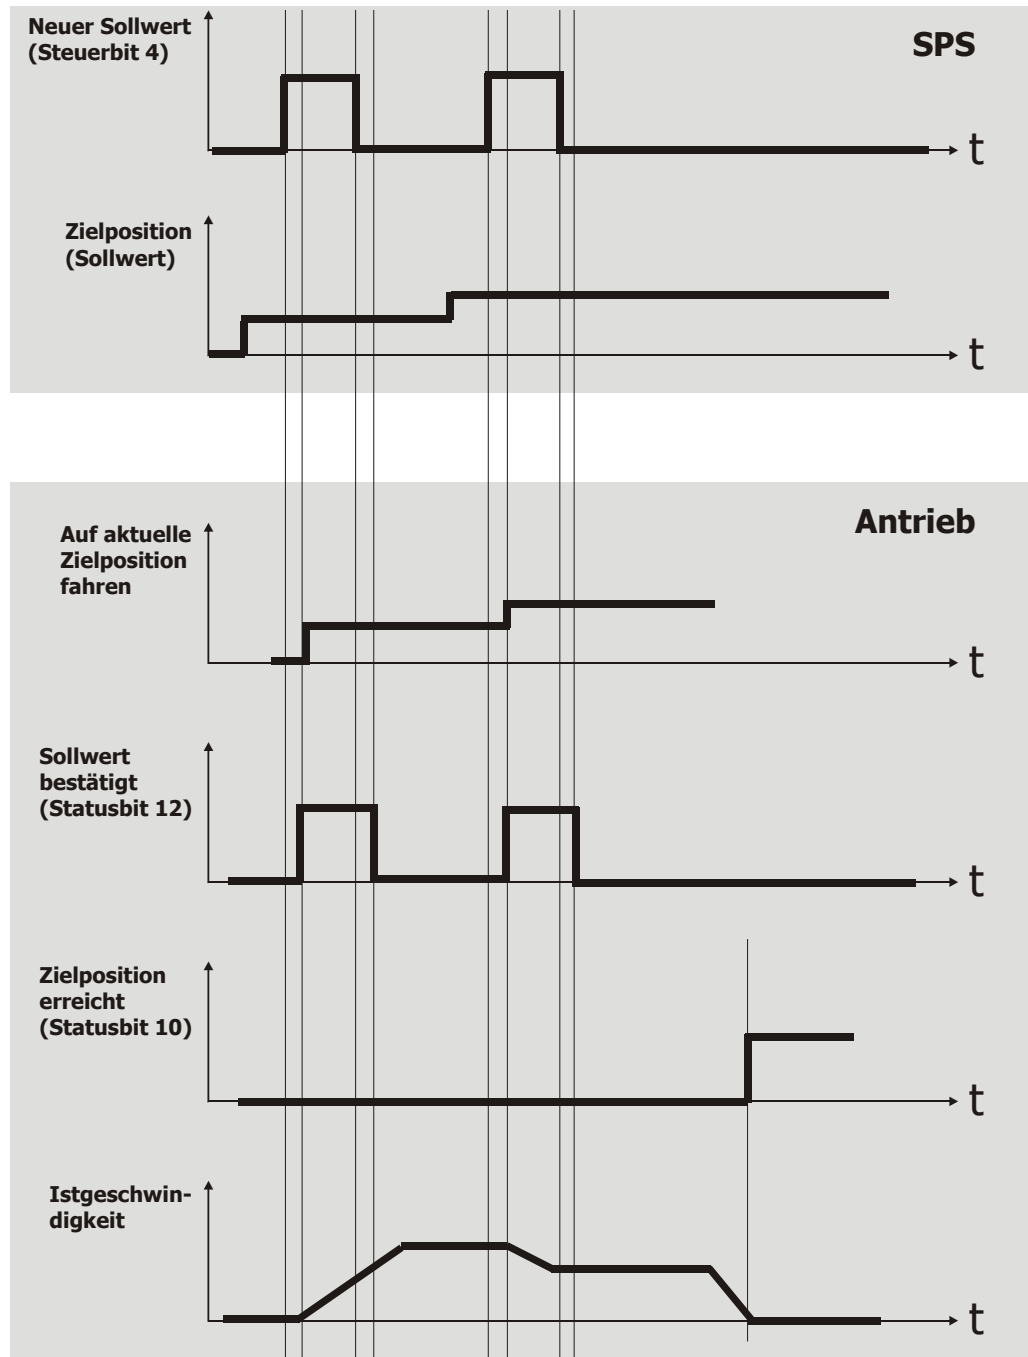 Neuer Sollwert
(Steuerbit 4)
SPS
t
Zielposition
(Sollwert)
t
Antrieb
Auf aktuelle
Zielposition
fahren
t
Sollwert
bestätigt
(Statusbit 12)
t
Zielposition
erreicht
(Statusbit 10)
t
Istgeschwin-
digkeit
t